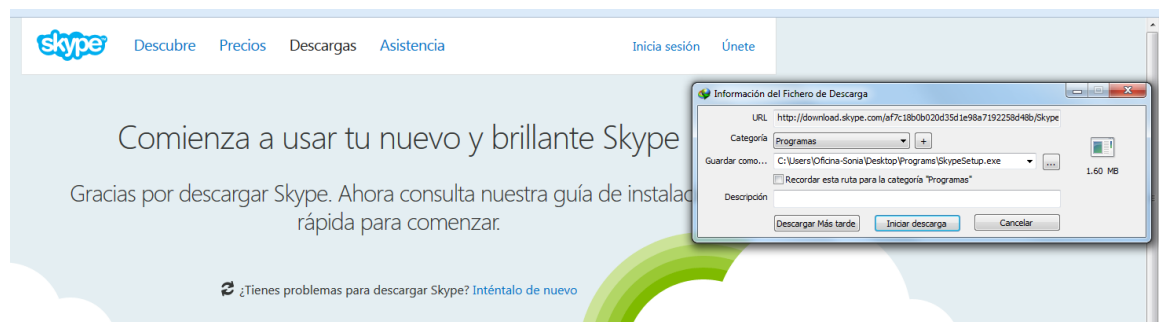 skype
Descubre Precios Descargas Asistencia Inicia sesión Únete
Comienza a usar tu nuevo y brillante Skype
Gracias por descargar Skype. Ahora consulta nuestra guía de instalac
rápida para comenzar.
¿Tienes problemas para descargar Skype? Inténtalo de nuevo
Información del Fichero de Descarga
URL http://download.skype.com/af7c18b0b020d35d1e98a7192258d48b/Skype
Categoría Programas +
Guardar como... C:\Users\Oficina-Sonia\Desktop\Programs\SkypeSetup.exe ...
1.60 MB
Recordar esta ruta para la categoría "Programas"
Descripción
Descargar Más tarde Iniciar descarga Cancelar